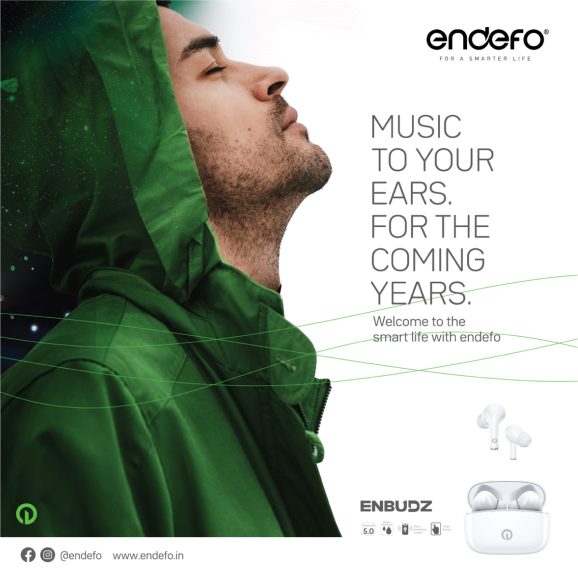 endefo®
FOR A SMARTER LIFE
MUSIC
TO YOUR
EARS.
FOR THE
COMING
YEARS.
Welcome to the
smart life with endefo
ENBUDZ
5.0
@endefo www.endefo.in